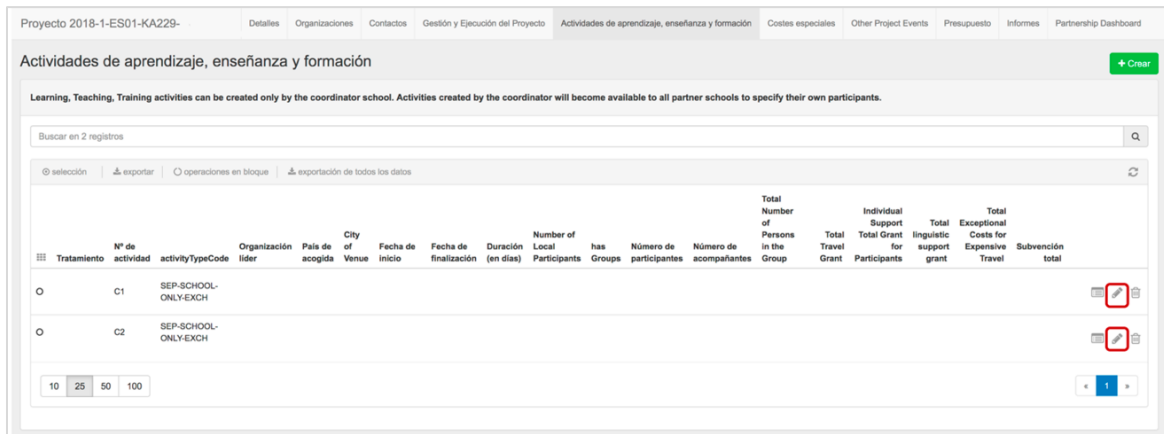 Proyecto 2018-1-ES01-KA229- Detalles Organizaciones Contactos Gestión y Ejecución del Proyecto Actividades de aprendizaje, enseñanza y formación Costes especiales Other Project Events Presupuesto Informes Partnership Dashboard
Actividades de aprendizaje, enseñanza y formación
+ Crear
Learning, Teaching, Training activities can be created only by the coordinator school. Activities created by the coordinator will become available to all partner schools to specify their own participants.
Buscar en 2 registros
selección exportar operaciones en bloque exportación de todos los datos
Tratamiento
Nº de
actividad
activityTypeCode
Organización
líder
País de
acogida
City
of
Venue
Fecha de
inicio
Fecha de
finalización
Duración
(en días)
Number of
Local
Participants
has
Groups
Número de
participantes
Número de
acompañantes
Total
Number
of
Persons
in the
Group
Total
Travel
Grant
Individual
Support
Total Grant
for
Participants
Total
linguistic
support
grant
Total
Exceptional
Costs for
Expensive
Travel
Subvención
total
C1
SEP-SCHOOL-
ONLY-EXCH
C2
SEP-SCHOOL-
ONLY-EXCH
10 25 50 100
« 1 »